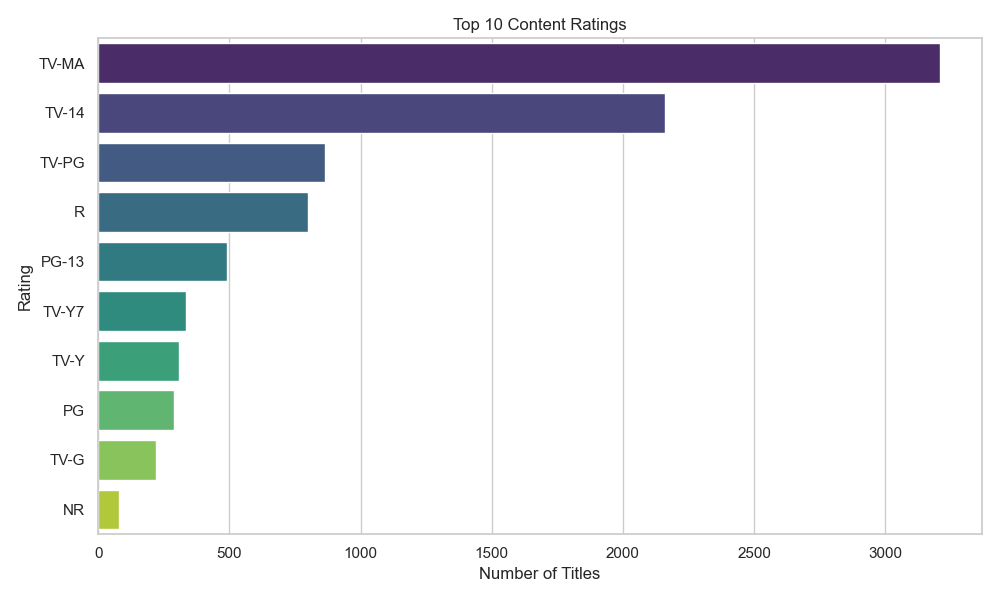 Top 10 Content Ratings
Rating
TV-MA
TV-14
TV-PG
R
PG-13
TV-Y7
TV-Y
PG
TV-G
NR
0 500 1000 1500 2000 2500 3000
Number of Titles